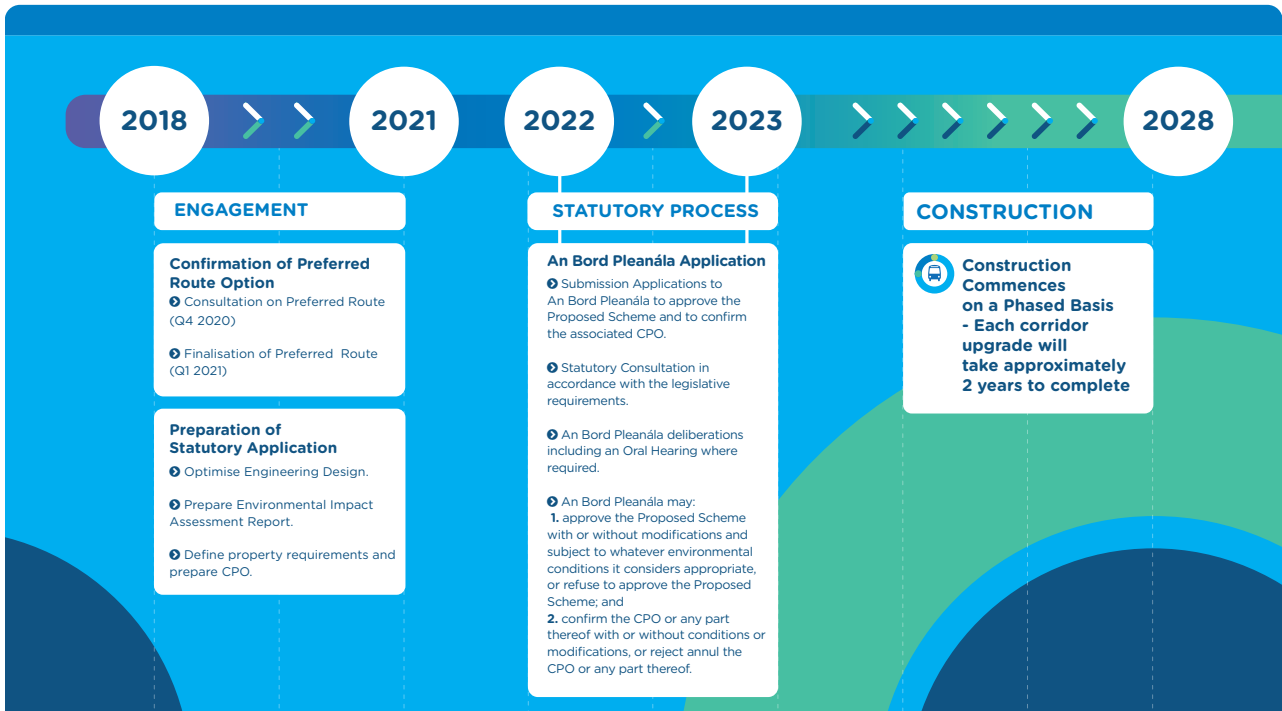 2018
2021
2022
2023
2028
ENGAGEMENT
Confirmation of Preferred
Route Option
Consultation on Preferred Route
(Q4 2020)
Finalisation of Preferred Route
(Q1 2021)
Preparation of
Statutory Application
Optimise Engineering Design.
Prepare Environmental Impact
Assessment Report.
Define property requirements and
prepare CPO.
STATUTORY PROCESS
An Bord Pleanála Application
Submission Applications to
An Bord Pleanála to approve the
Proposed Scheme and to confirm
the associated CPO.
Statutory Consultation in
accordance with the legislative
requirements.
An Bord Pleanála deliberations
including an Oral Hearing where
required.
An Bord Pleanála may:
1. approve the Proposed Scheme
with or without modifications and
subject to whatever environmental
conditions it considers appropriate,
or refuse to approve the Proposed
Scheme; and
2. confirm the CPO or any part
thereof with or without conditions or
modifications, or reject annul the
CPO or any part thereof.
CONSTRUCTION
Construction
Commences
on a Phased Basis
- Each corridor
upgrade will
take approximately
2 years to complete